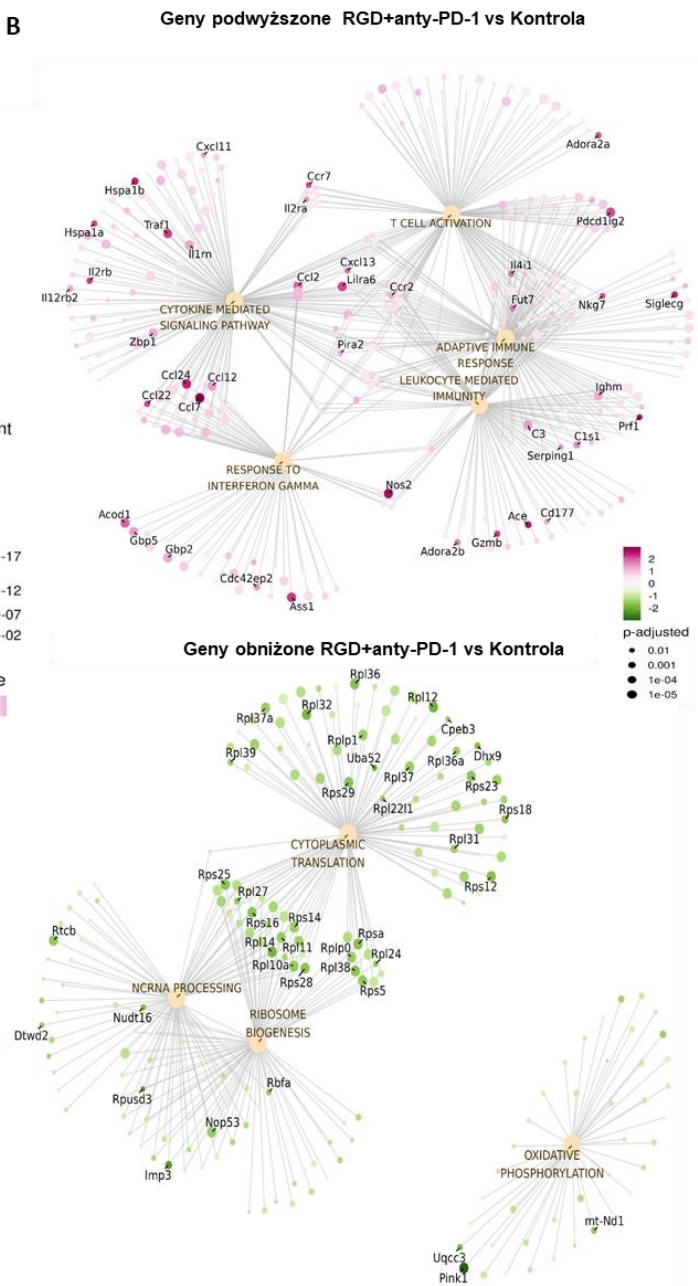 B
Geny podwyższone RGD+anty-PD-1 vs Kontrola
Cxcl11
Adora2a
Hspa1b
Ccr7
Il2ra
Traf1
Pdcd1lg2
T CELL ACTIVATION
Hspa1a
Il1rn
Cxcl13
Il4i1
Il2rb
Ccl2
Lilra6
Ccr2
Il12rb2
Fut7
Nkg7
Siglecg
CYTOKINE MEDIATED
SIGNALING PATHWAY
Zbp1
Pira2
ADAPTIVE IMMUNE
RESPONSE
LEUKOCYTE MEDIATED
IMMUNITY
Ccl24
Ccl12
Ccl22
Ccl7
Ighm
Prf1
C3
C1s1
Serping1
nt
RESPONSE TO
INTERFERON GAMMA
Nos2
Acod1
Gbp5
Gbp2
Ace
Cd177
Gzmb
Adora2b
Cdc42ep2
Ass1
-17
-12
-07
-02
e
2
1
0
-1
-2
p-adjusted
0.01
0.001
1e-04
1e-05
Geny obniżone RGD+anty-PD-1 vs Kontrola
Rpl36
Rpl32
Rpl12
Rpl37a
Cpeb3
Rplp1
Rpl39
Uba52
Rpl36a
Dhx9
Rpl37
Rps29
Rps23
Rpl22l1
Rps18
CYTOPLASMIC
TRANSLATION
Rpl31
Rps12
Rps25
Rpl27
Rps16
Rps14
Rpl14
Rpl11
Rplp0
Rpsa
Rpl24
Rpl10a
Rpl38
Rps28
Rps5
Rtcb
NCRNA PROCESSING
Nudt16
RIBOSOME
BIOGENESIS
Dtwd2
Rbfa
Rpusd3
Nop53
Imp3
OXIDATIVE
PHOSPHORYLATION
mt-Nd1
Uqcc3
Pink1